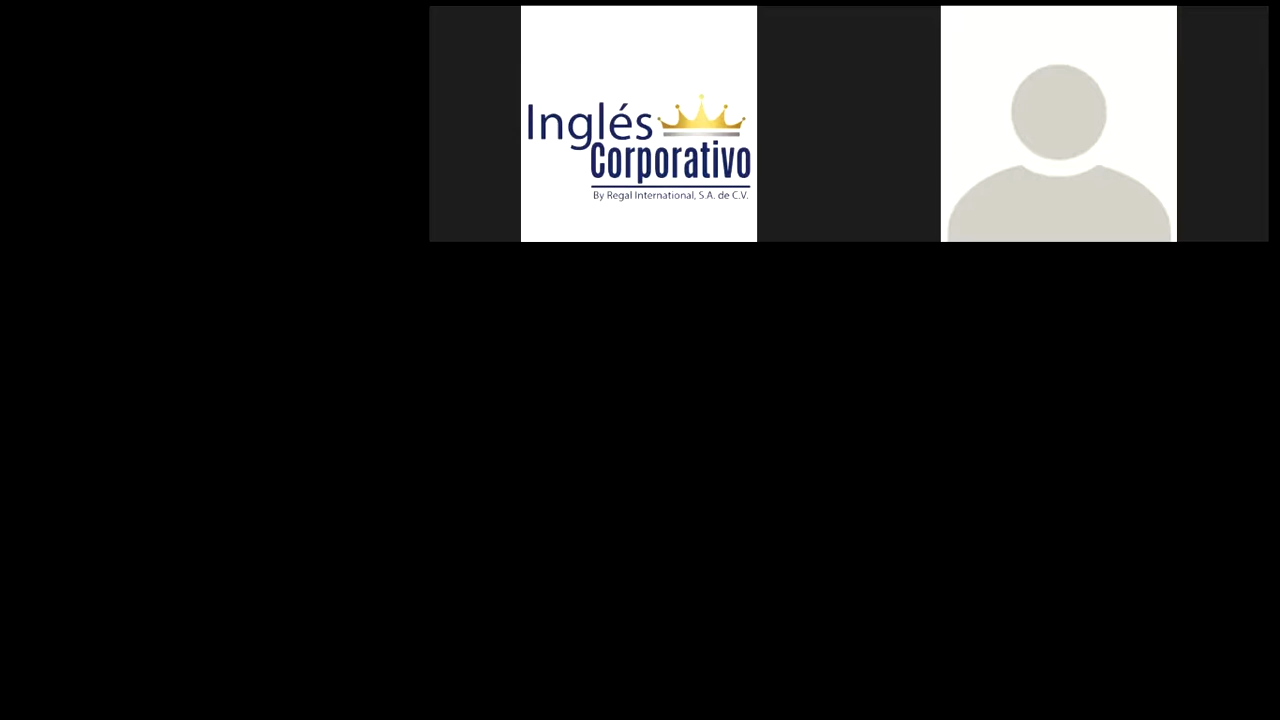 Inglés
Corporativo
By Regal International, S.A. de C.V.